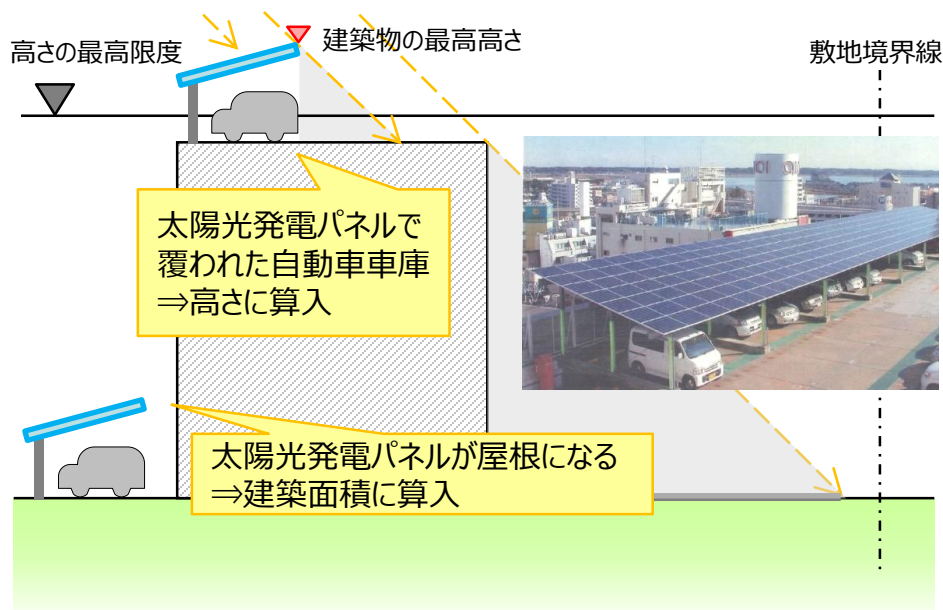 高さの最高限度
建築物の最高高さ
敷地境界線
太陽光発電パネルで
覆われた自動車車庫
⇒高さに算入
太陽光発電パネルが屋根になる
⇒建築面積に算入